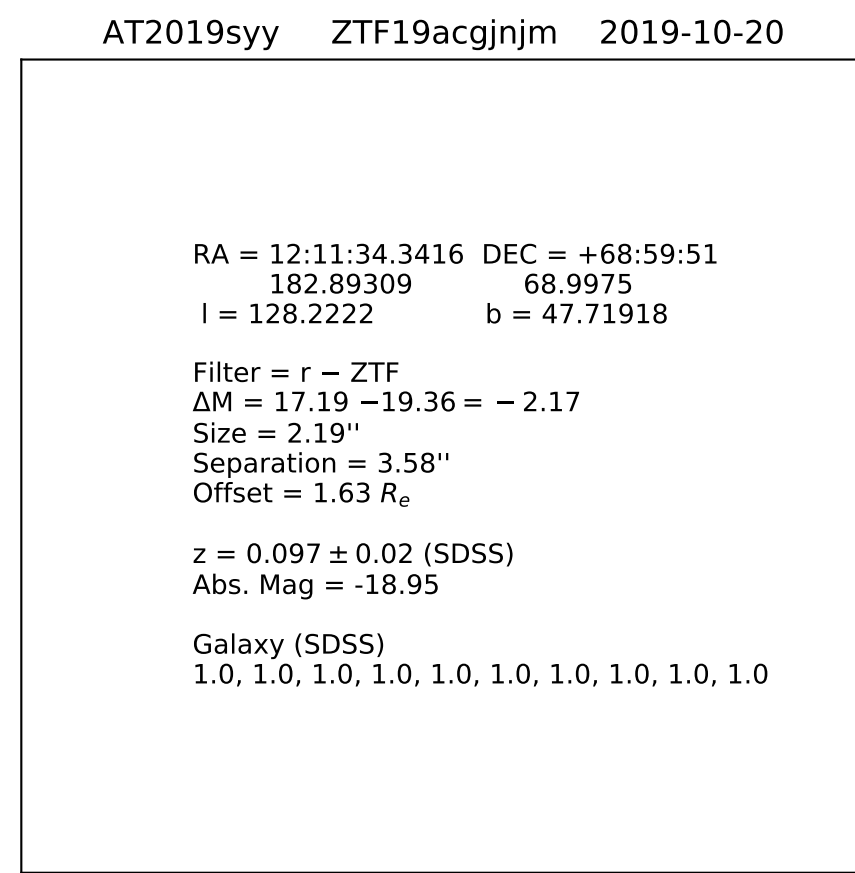 AT2019syy ZTF19acgjnjm 2019-10-20
RA = 12:11:34.3416 DEC = +68:59:51
182.89309 68.9975
l = 128.2222 b = 47.71918
Filter = r − ZTF
ΔM = 17.19 −19.36 = − 2.17
Size = 2.19''
Separation = 3.58''
Offset = 1.63 Re
z = 0.097 ± 0.02 (SDSS)
Abs. Mag = -18.95
Galaxy (SDSS)
1.0, 1.0, 1.0, 1.0, 1.0, 1.0, 1.0, 1.0, 1.0, 1.0